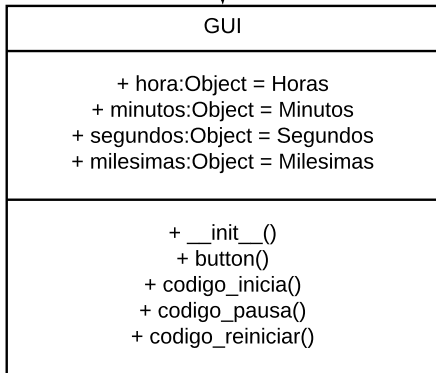 GUI
+ hora:Object = Horas
+ minutos:Object = Minutos
+ segundos:Object = Segundos
+ milesimas:Object = Milesimas
+ __init__()
+ button()
+ codigo_inicia()
+ codigo_pausa()
+ codigo_reiniciar()